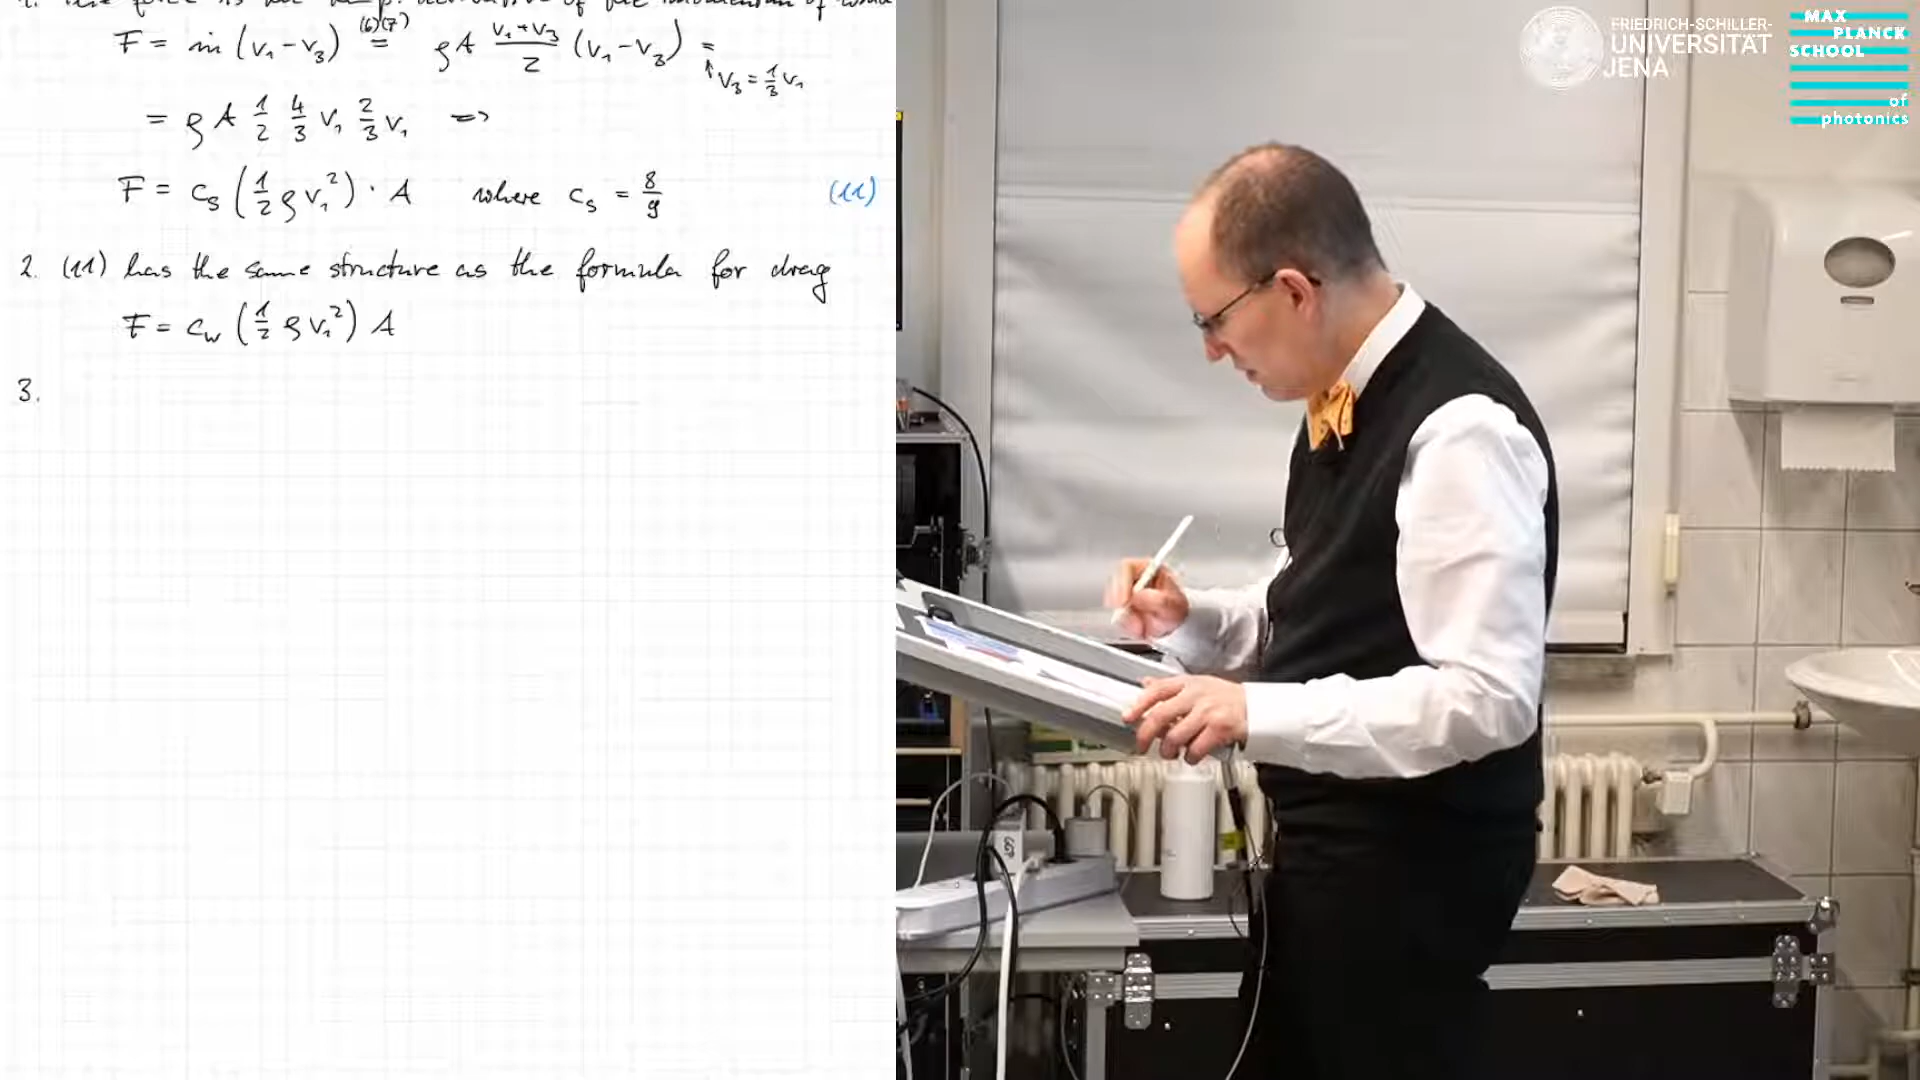 F = ṁ (v₁ - v₃) (6)(7)= ρA (v₁+v₃)/2 (v₁ - v₃) =
↑ v₃ = 1/3 v₁
= ρ A 1/2 4/3 v₁ 2/3 v₁ =>
F = c_s (1/2 ρ v₁²) · A where c_s = 8/9 (11)
2. (11) has the same structure as the formula for drag
F = c_w (1/2 ρ v₁²) A
3.
FRIEDRICH-SCHILLER-
UNIVERSITÄT
JENA
MAX
PLANCK
SCHOOL
of
photonics